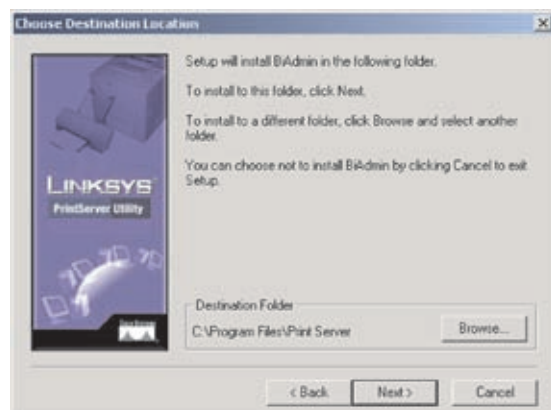 Choose Destination Location
Setup will install BiAdmin in the following folder.
To install to this folder, click Next.
To install to a different folder, click Browse and select another
folder.
You can choose not to install BiAdmin by clicking Cancel to exit
Setup.
LINKSYS
PrintServer Utility
Destination Folder
C:\Program Files\Print Server
Browse...
< Back
Next >
Cancel